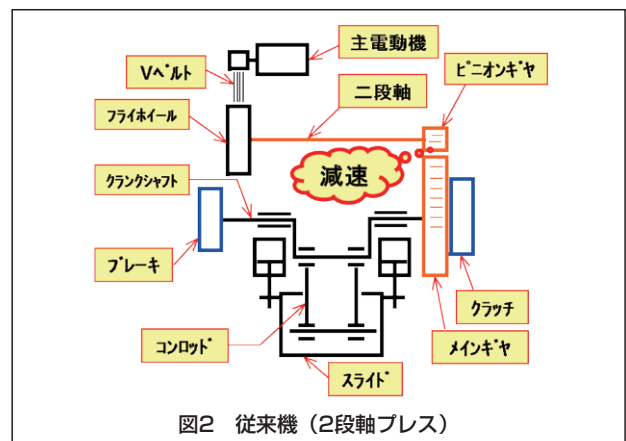 主電動機
Vﾍﾞﾙﾄ
ﾋﾟﾆｵﾝｷﾞﾔ
二段軸
ﾌﾗｲﾎｲｰﾙ
減速
ｸﾗﾝｸｼｬﾌﾄ
ﾌﾞﾚｰｷ
ｸﾗｯﾁ
ｺﾝﾛｯﾄﾞ
ﾒｲﾝｷﾞﾔ
ｽﾗｲﾄﾞ
図2 従来機（2段軸プレス）